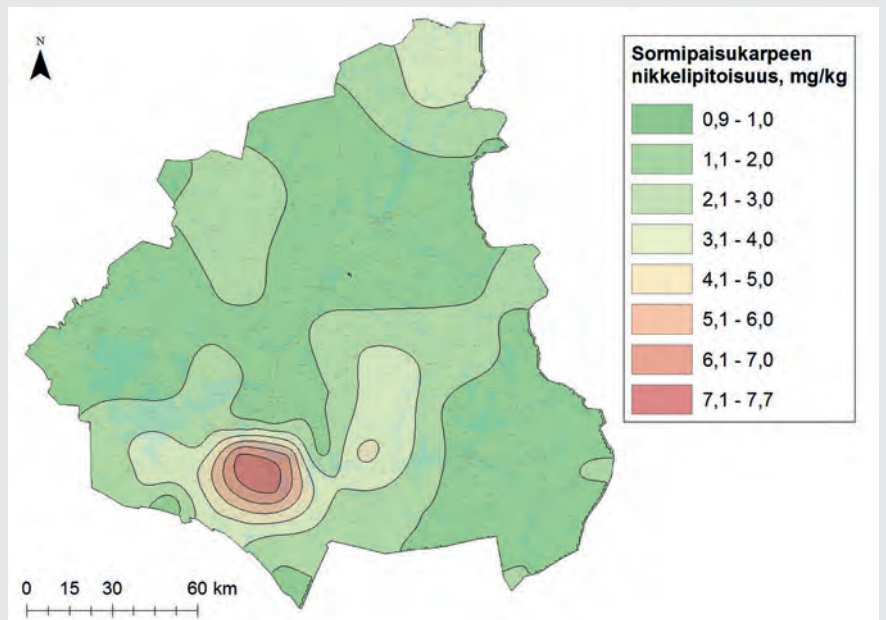 N
Sormipaisukarpeen
nikkelipitoisuus, mg/kg
0,9 - 1,0
1,1 - 2,0
2,1 - 3,0
3,1 - 4,0
4,1 - 5,0
5,1 - 6,0
6,1 - 7,0
7,1 - 7,7
0 15 30 60 km